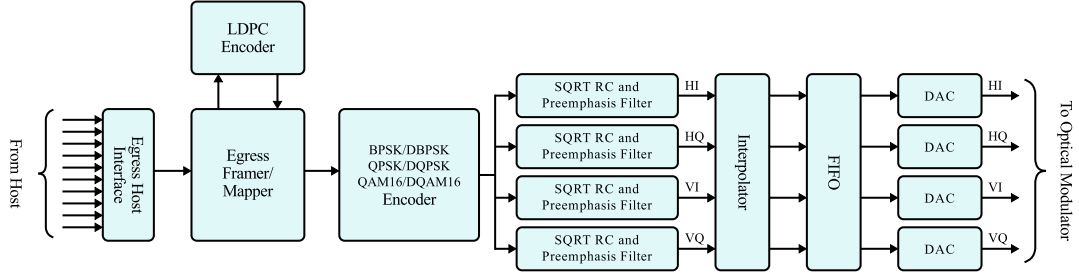 From Host
Egress Host
Interface
LDPC
Encoder
Egress
Framer/
Mapper
BPSK/DBPSK
QPSK/DQPSK
QAM16/DQAM16
Encoder
SQRT RC and
Preemphasis Filter
HI
SQRT RC and
Preemphasis Filter
HQ
SQRT RC and
Preemphasis Filter
VI
SQRT RC and
Preemphasis Filter
VQ
Interpolator
FIFO
DAC
HI
DAC
HQ
DAC
VI
DAC
VQ
To Optical Modulator